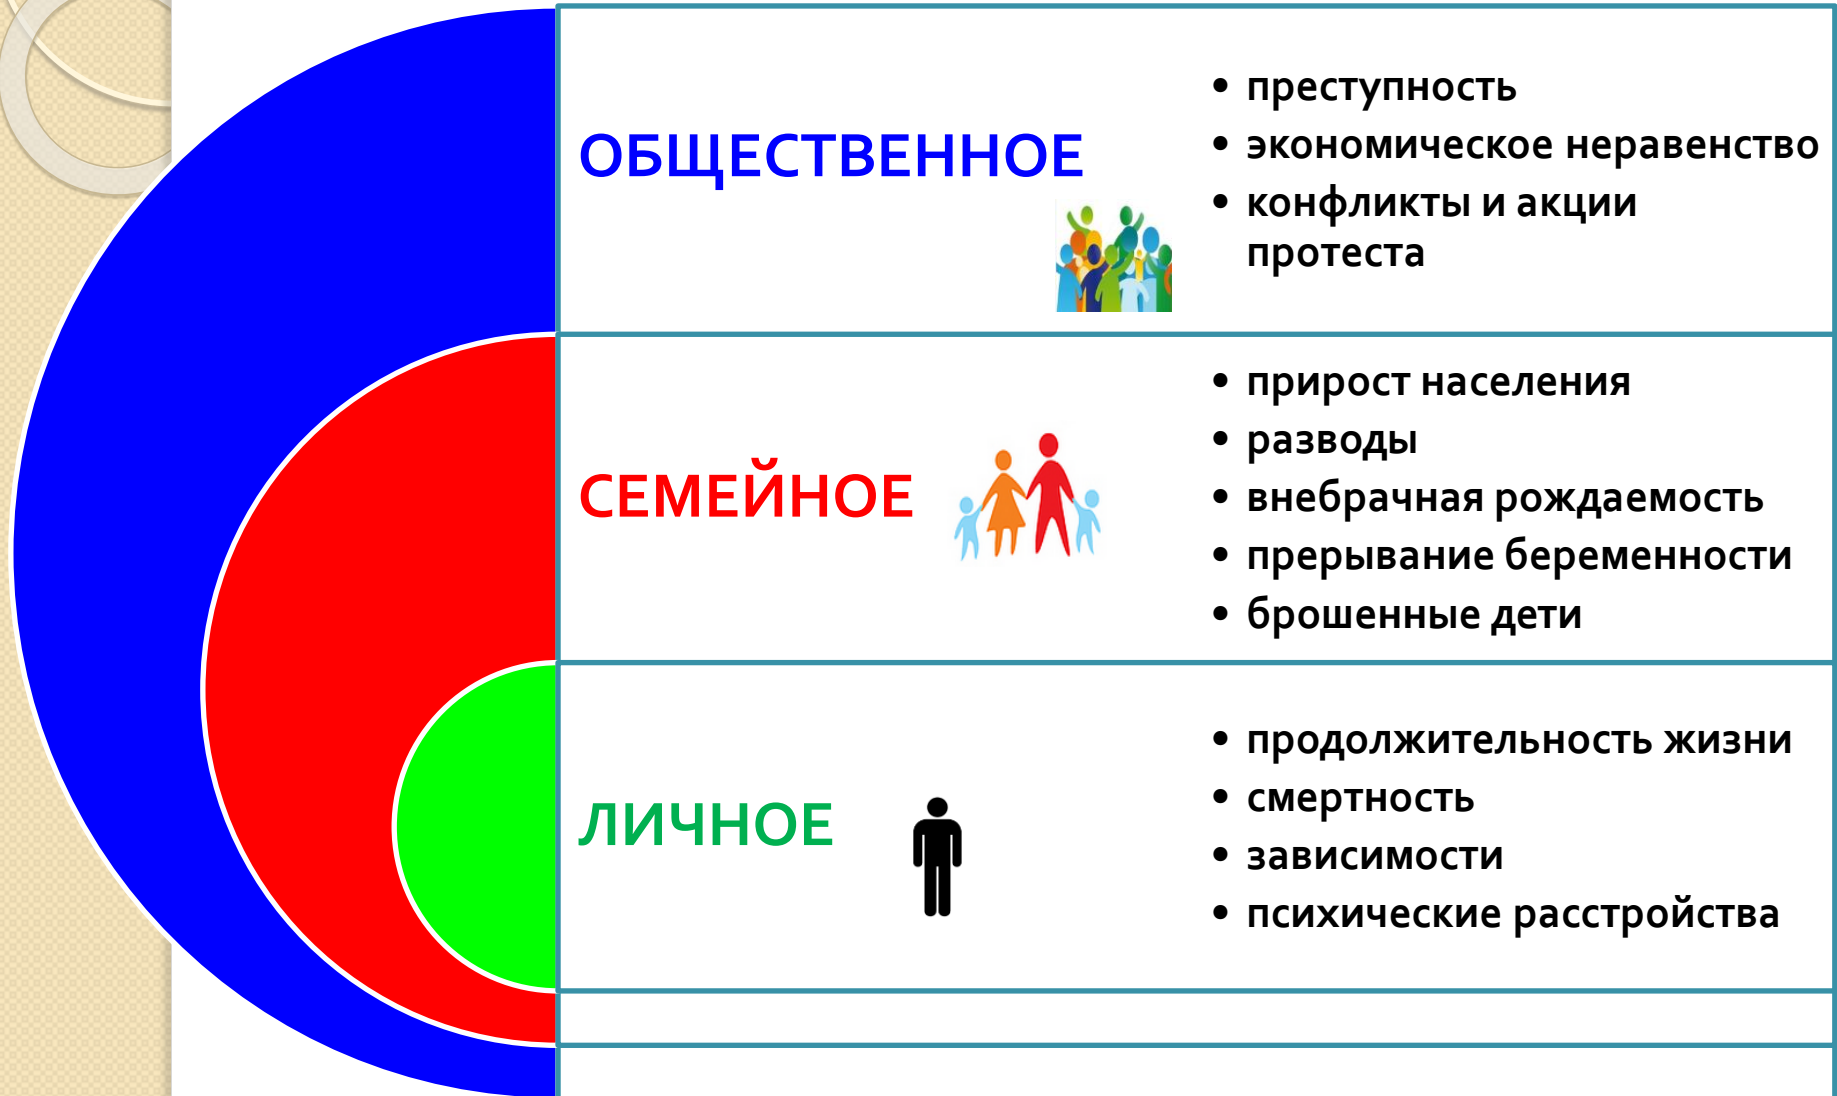 ОБЩЕСТВЕННОЕ
• преступность
• экономическое неравенство
• конфликты и акции
протеста
СЕМЕЙНОЕ
• прирост населения
• разводы
• внебрачная рождаемость
• прерывание беременности
• брошенные дети
ЛИЧНОЕ
• продолжительность жизни
• смертность
• зависимости
• психические расстройства